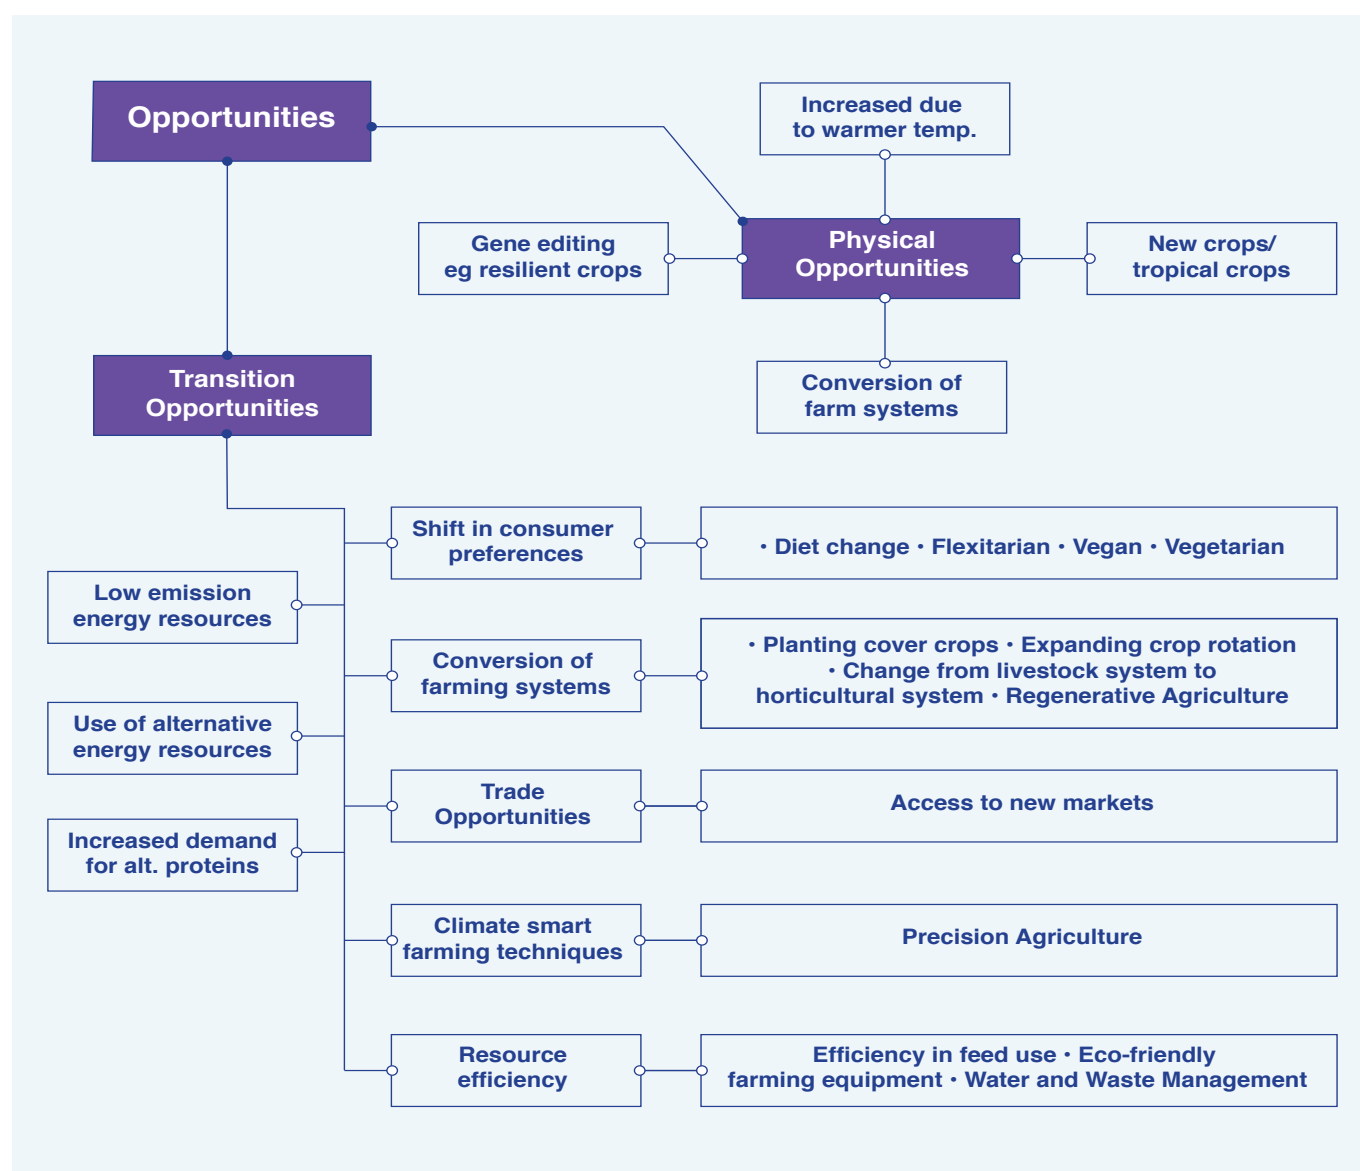 Opportunities
Increased due
to warmer temp.
Gene editing
eg resilient crops
Physical
Opportunities
New crops/
tropical crops
Conversion of
farm systems
Transition
Opportunities
Shift in consumer
preferences
• Diet change • Flexitarian • Vegan • Vegetarian
Low emission
energy resources
Conversion of
farming systems
• Planting cover crops • Expanding crop rotation
• Change from livestock system to
horticultural system • Regenerative Agriculture
Use of alternative
energy resources
Trade
Opportunities
Access to new markets
Increased demand
for alt. proteins
Climate smart
farming techniques
Precision Agriculture
Resource
efficiency
Efficiency in feed use • Eco-friendly
farming equipment • Water and Waste Management